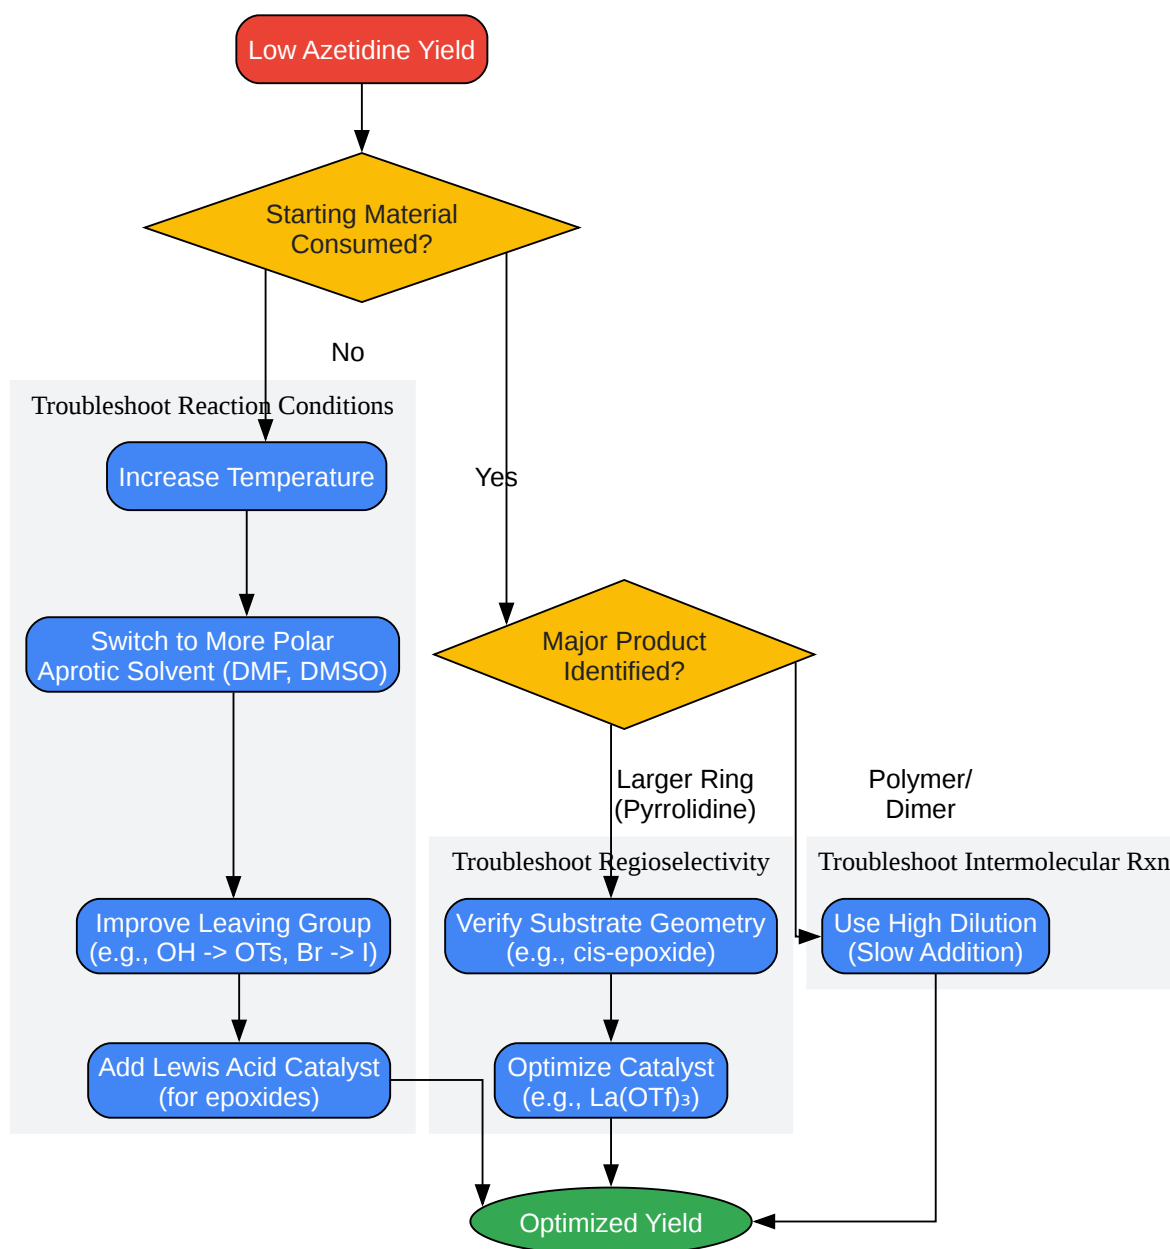 Low Azetidine Yield
Starting Material
Consumed?
No
Troubleshoot Reaction Conditions
Increase Temperature
Yes
Switch to More Polar
Aprotic Solvent (DMF, DMSO)
Major Product
Identified?
Larger Ring
(Pyrrolidine)
Polymer/
Dimer
Troubleshoot Regioselectivity
Troubleshoot Intermolecular Rxn
Improve Leaving Group
(e.g., OH -> OTs, Br -> I)
Verify Substrate Geometry
(e.g., cis-epoxide)
Use High Dilution
(Slow Addition)
Add Lewis Acid Catalyst
(for epoxides)
Optimize Catalyst
(e.g., La(OTf)₃)
Optimized Yield